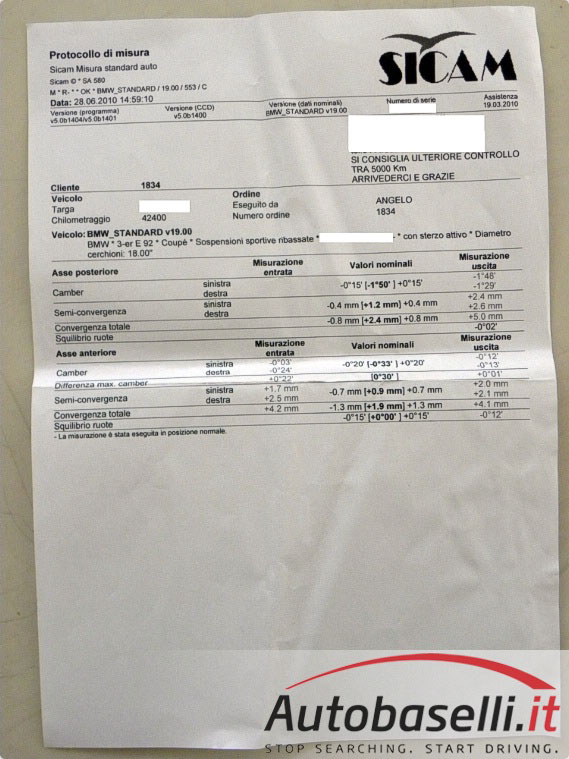 SICAM
Protocollo di misura
Sicam Misura standard auto
Sicam © * SA 580
M * R- * * OK * BMW_STANDARD / 19.00 / 553 / C
Data: 28.06.2010 14:59:10
Versione (programma) Versione (CCD) Versione (dati nominali) Numero di serie Assistenza
v5.0b1404/v5.0b1401 v5.0b1400 BMW_STANDARD v19.00 19.03.2010
SI CONSIGLIA ULTERIORE CONTROLLO
TRA 5000 Km
ARRIVEDERCI E GRAZIE
Cliente 1834
Veicolo Ordine
Targa Eseguito da ANGELO
Chilometraggio 42400 Numero ordine 1834
Veicolo: BMW_STANDARD v19.00
BMW * 3-er E 92 * Coupé * Sospensioni sportive ribassate * - * con sterzo attivo * Diametro
cerchioni: 18.00"
Asse posteriore Misurazione entrata Valori nominali Misurazione uscita
Camber sinistra -0°15' [-1°50' ] +0°15' -1°48'
destra -1°29'
Semi-convergenza sinistra -0.4 mm [+1.2 mm] +0.4 mm +2.4 mm
destra +2.6 mm
Convergenza totale -0.8 mm [+2.4 mm] +0.8 mm +5.0 mm
Squilibrio ruote -0°02'
Asse anteriore Misurazione entrata Valori nominali Misurazione uscita
Camber sinistra -0°03' -0°20' [-0°33' ] +0°20' -0°12'
destra -0°24' -0°13'
Differenza max. camber +0°22' [0°30' ] +0°01'
Semi-convergenza sinistra +1.7 mm -0.7 mm [+0.9 mm] +0.7 mm +2.0 mm
destra +2.5 mm +2.1 mm
Convergenza totale +4.2 mm -1.3 mm [+1.9 mm] +1.3 mm +4.1 mm
Squilibrio ruote -0°15' [+0°00' ] +0°15' -0°12'
- La misurazione è stata eseguita in posizione normale.
Autobaselli.it
STOP SEARCHING. START DRIVING.